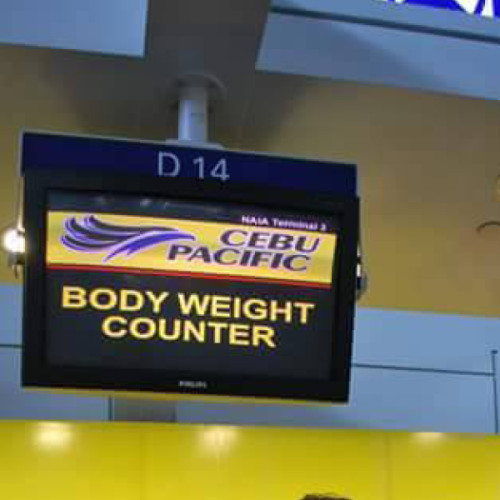 D 14
NAIA Terminal 3
CEBU
PACIFIC
BODY WEIGHT
COUNTER
PHILIPS